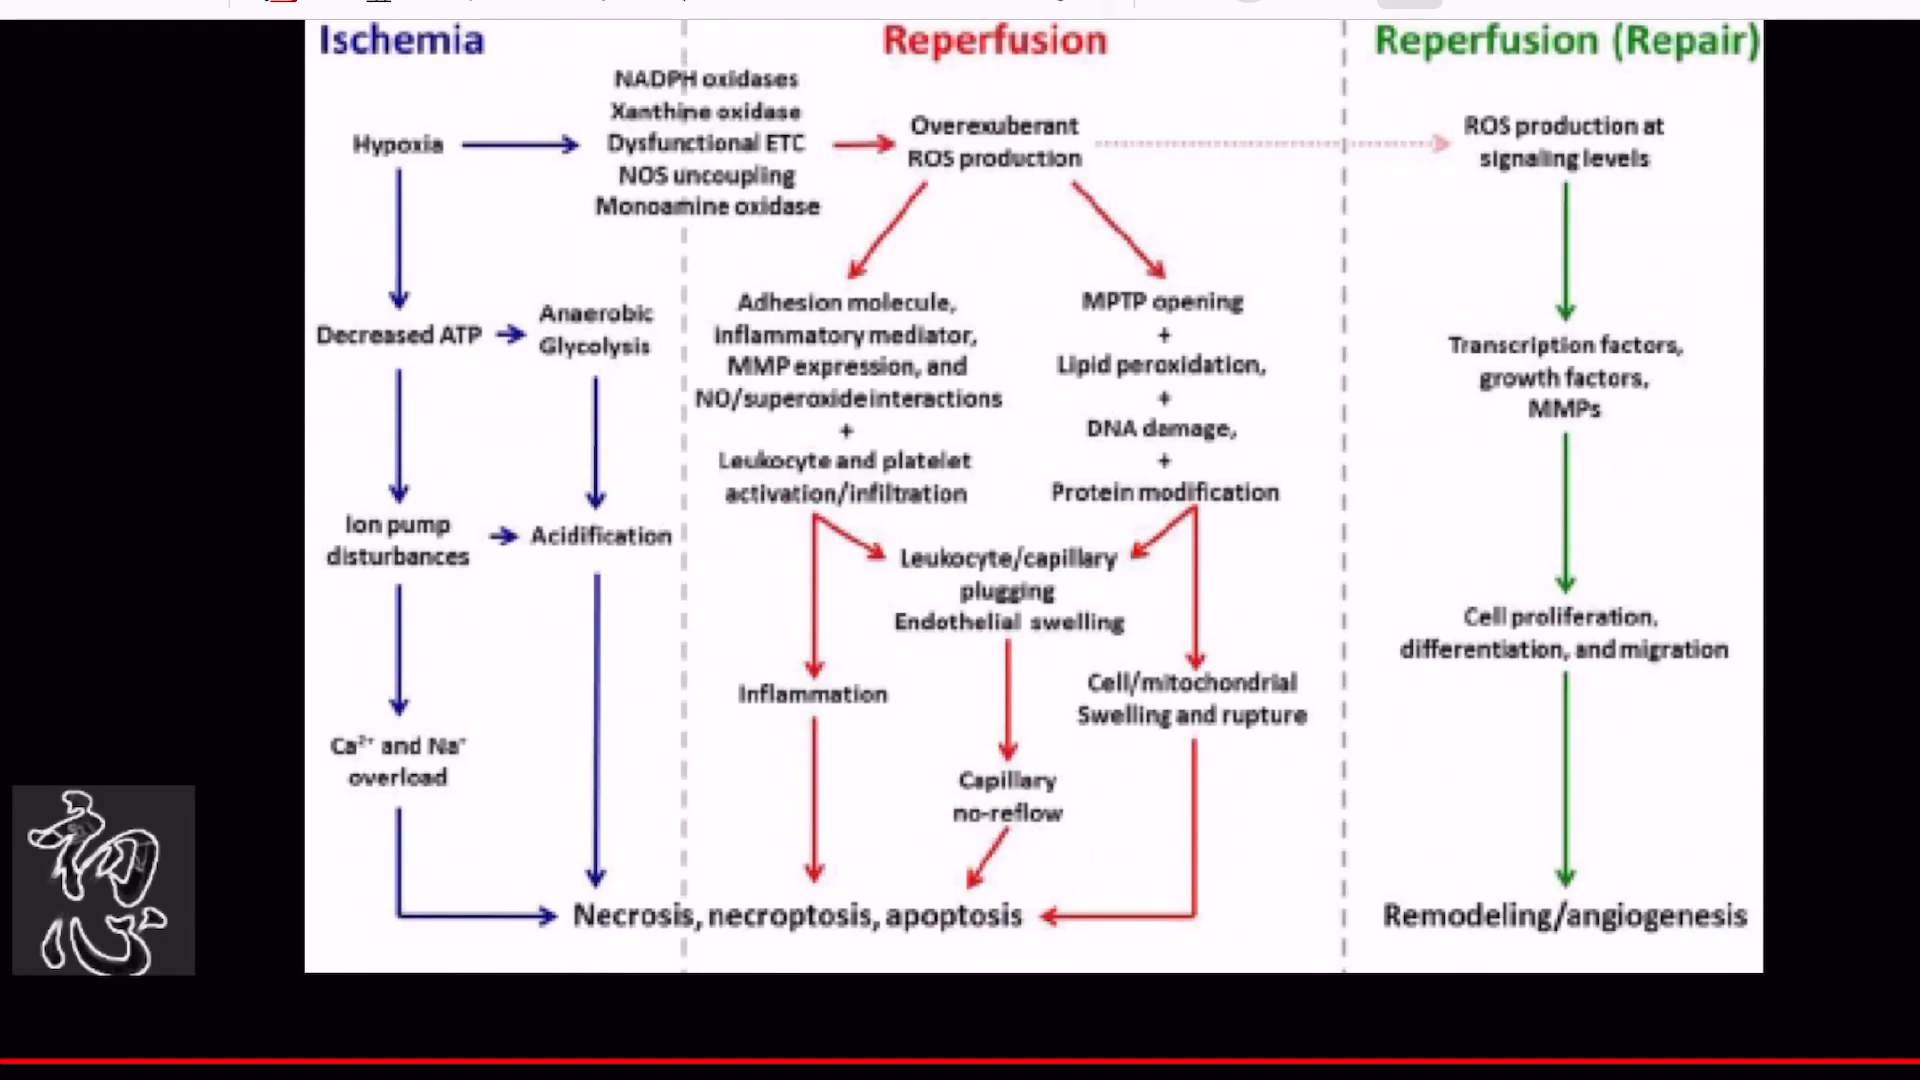 Ischemia
Reperfusion
Reperfusion (Repair)
Hypoxia
NADPH oxidases
Xanthine oxidase
Dysfunctional ETC
NOS uncoupling
Monoamine oxidase
Overexuberant
ROS production
ROS production at
signaling levels
Decreased ATP
Anaerobic
Glycolysis
Adhesion molecule,
Inflammatory mediator,
MMP expression, and
NO/superoxide interactions
+
Leukocyte and platelet
activation/infiltration
MPTP opening
+
Lipid peroxidation,
+
DNA damage,
+
Protein modification
Transcription factors,
growth factors,
MMPs
Ion pump
disturbances
Acidification
Leukocyte/capillary
plugging
Endothelial swelling
Cell proliferation,
differentiation, and migration
Inflammation
Cell/mitochondrial
Swelling and rupture
Ca²⁺ and Na⁺
overload
Capillary
no-reflow
Necrosis, necroptosis, apoptosis
Remodeling/angiogenesis
初
心